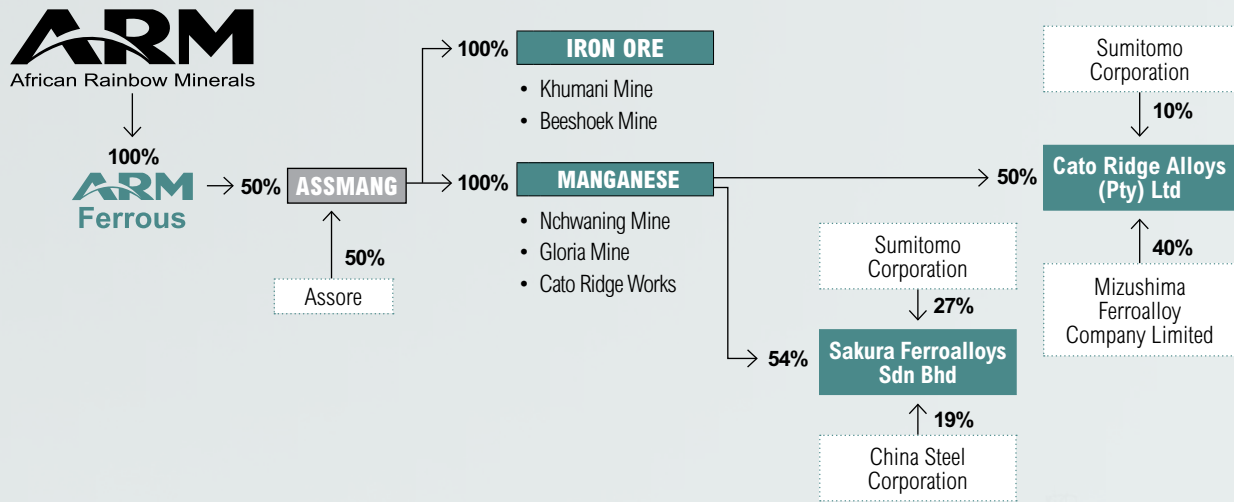 ARM
African Rainbow Minerals
100%
ARM
Ferrous
50%
ASSMANG
50%
Assore
100%
IRON ORE
• Khumani Mine
• Beeshoek Mine
100%
MANGANESE
• Nchwaning Mine
• Gloria Mine
• Cato Ridge Works
Sumitomo
Corporation
10%
50%
Cato Ridge Alloys
(Pty) Ltd
40%
Mizushima
Ferroalloy
Company Limited
Sumitomo
Corporation
27%
54%
Sakura Ferroalloys
Sdn Bhd
19%
China Steel
Corporation